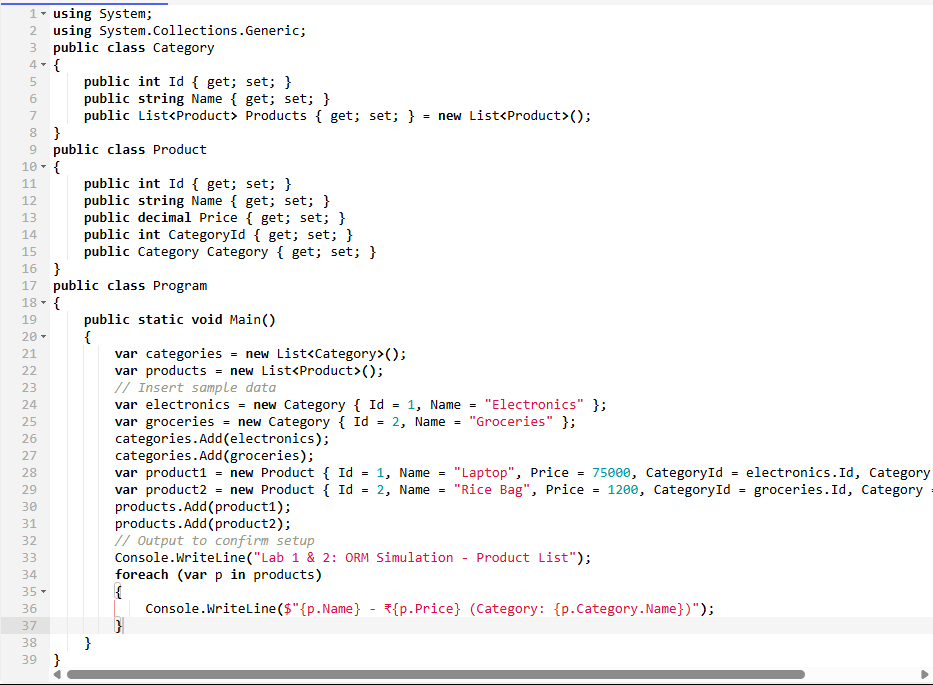 1 using System;
2 using System.Collections.Generic;
3 public class Category
4 {
5     public int Id { get; set; }
6     public string Name { get; set; }
7     public List<Product> Products { get; set; } = new List<Product>();
8 }
9 public class Product
10 {
11     public int Id { get; set; }
12     public string Name { get; set; }
13     public decimal Price { get; set; }
14     public int CategoryId { get; set; }
15     public Category Category { get; set; }
16 }
17 public class Program
18 {
19     public static void Main()
20     {
21         var categories = new List<Category>();
22         var products = new List<Product>();
23         // Insert sample data
24         var electronics = new Category { Id = 1, Name = "Electronics" };
25         var groceries = new Category { Id = 2, Name = "Groceries" };
26         categories.Add(electronics);
27         categories.Add(groceries);
28         var product1 = new Product { Id = 1, Name = "Laptop", Price = 75000, CategoryId = electronics.Id, Category
29         var product2 = new Product { Id = 2, Name = "Rice Bag", Price = 1200, CategoryId = groceries.Id, Category =
30         products.Add(product1);
31         products.Add(product2);
32         // Output to confirm setup
33         Console.WriteLine("Lab 1 & 2: ORM Simulation - Product List");
34         foreach (var p in products)
35         {
36             Console.WriteLine($"{p.Name} - ₹{p.Price} (Category: {p.Category.Name})");
37         }
38     }
39 }